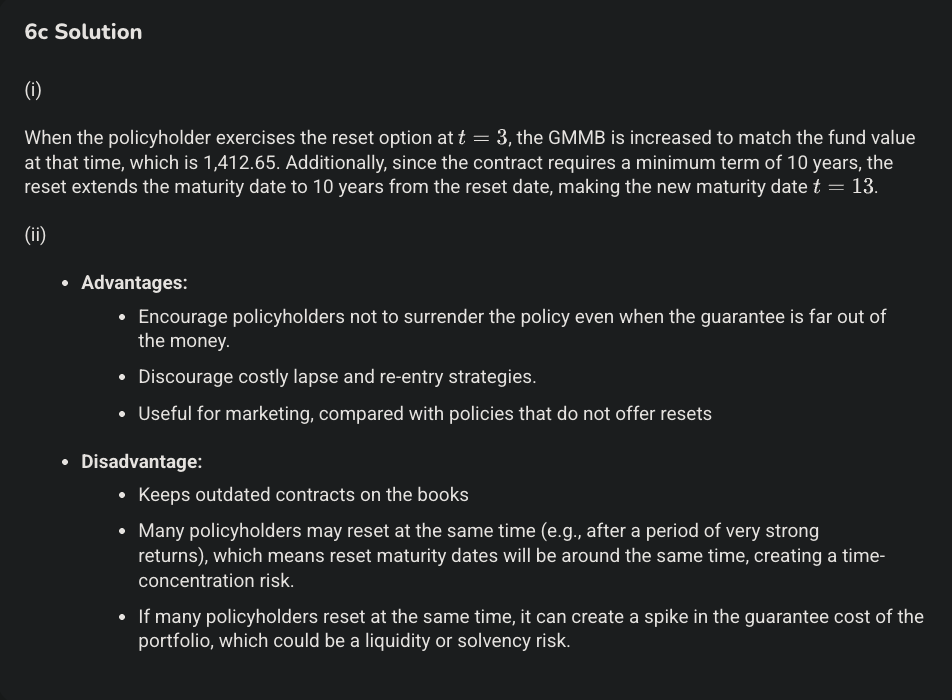 6c Solution
(i)
When the policyholder exercises the reset option at t = 3, the GMMB is increased to match the fund value
at that time, which is 1,412.65. Additionally, since the contract requires a minimum term of 10 years, the
reset extends the maturity date to 10 years from the reset date, making the new maturity date t = 13.
(ii)
• Advantages:
• Encourage policyholders not to surrender the policy even when the guarantee is far out of
the money.
• Discourage costly lapse and re-entry strategies.
• Useful for marketing, compared with policies that do not offer resets
• Disadvantage:
• Keeps outdated contracts on the books
• Many policyholders may reset at the same time (e.g., after a period of very strong
returns), which means reset maturity dates will be around the same time, creating a time-
concentration risk.
• If many policyholders reset at the same time, it can create a spike in the guarantee cost of the
portfolio, which could be a liquidity or solvency risk.